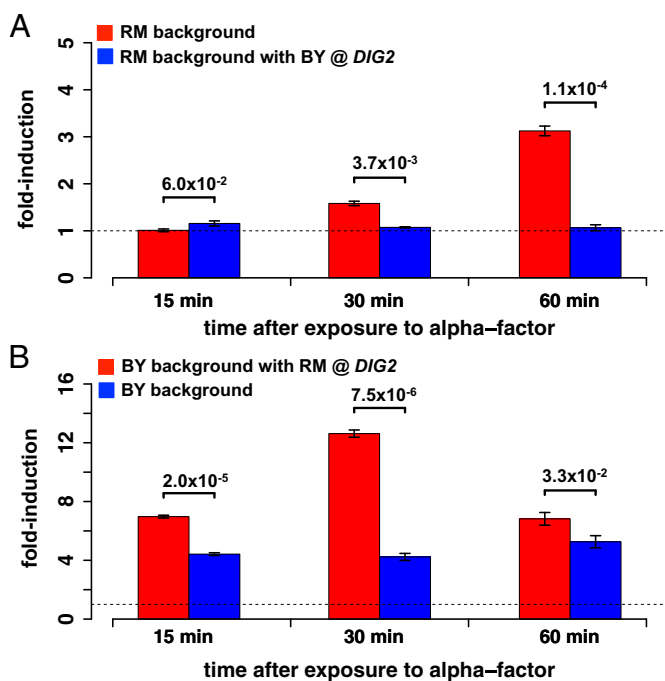 A
RM background
RM background with BY @ DIG2
fold-induction
5
4
3
2
1
0
6.0x10-2
3.7x10-3
1.1x10-4
15 min
30 min
60 min
time after exposure to alpha–factor
B
BY background with RM @ DIG2
BY background
fold-induction
16
12
8
4
0
2.0x10-5
7.5x10-6
3.3x10-2
15 min
30 min
60 min
time after exposure to alpha–factor